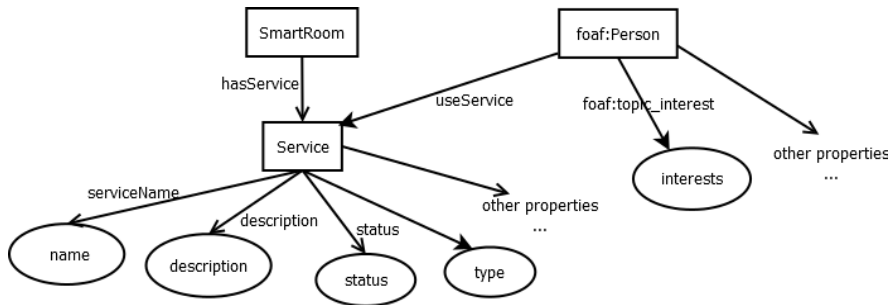 SmartRoom
foaf:Person
hasService
useService
foaf:topic_interest
Service
other properties
...
interests
serviceName
description
status
other properties
...
name
description
status
type